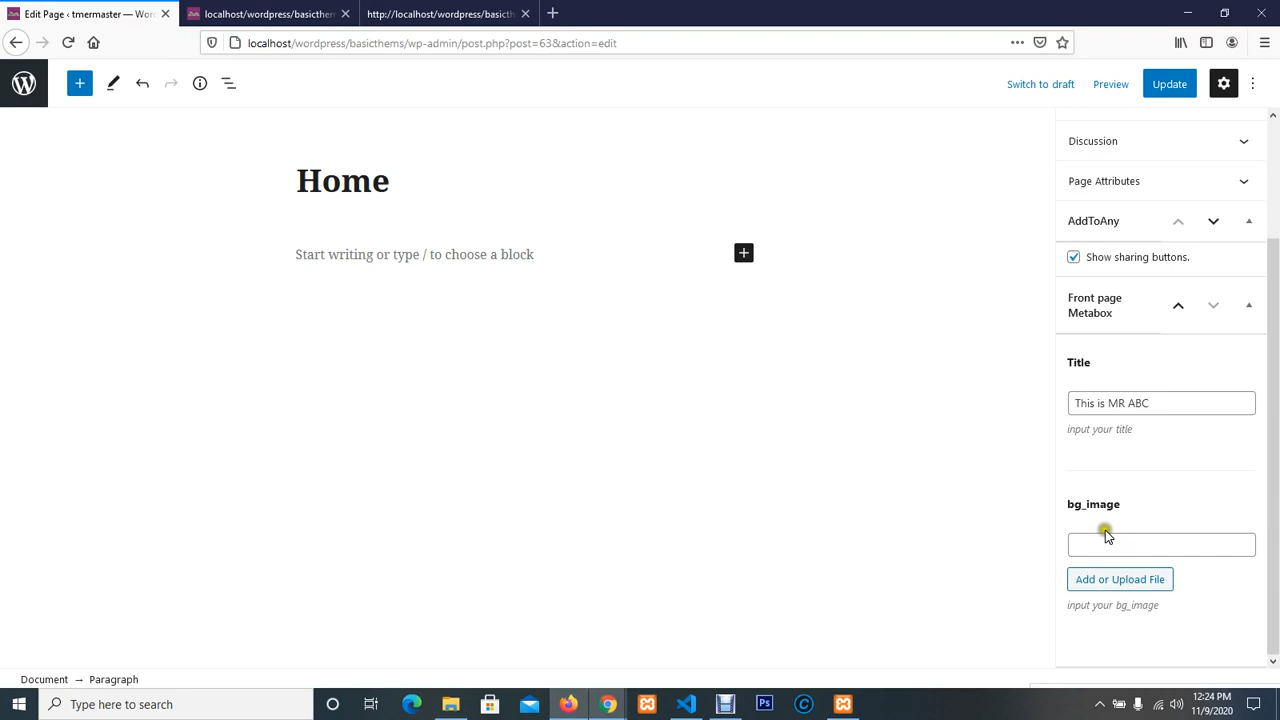 Edit Page ‹ tmermaster — Wor
localhost/wordpress/basicthem
http://localhost/wordpress/basicth
localhost/wordpress/basicthems/wp-admin/post.php?post=63&action=edit
Switch to draft
Preview
Update
Discussion
Page Attributes
Home
AddToAny
Start writing or type / to choose a block
Show sharing buttons.
Front page
Metabox
Title
This is MR ABC
input your title
bg_image
Add or Upload File
input your bg_image
Document → Paragraph
Type here to search
12:24 PM
11/9/2020